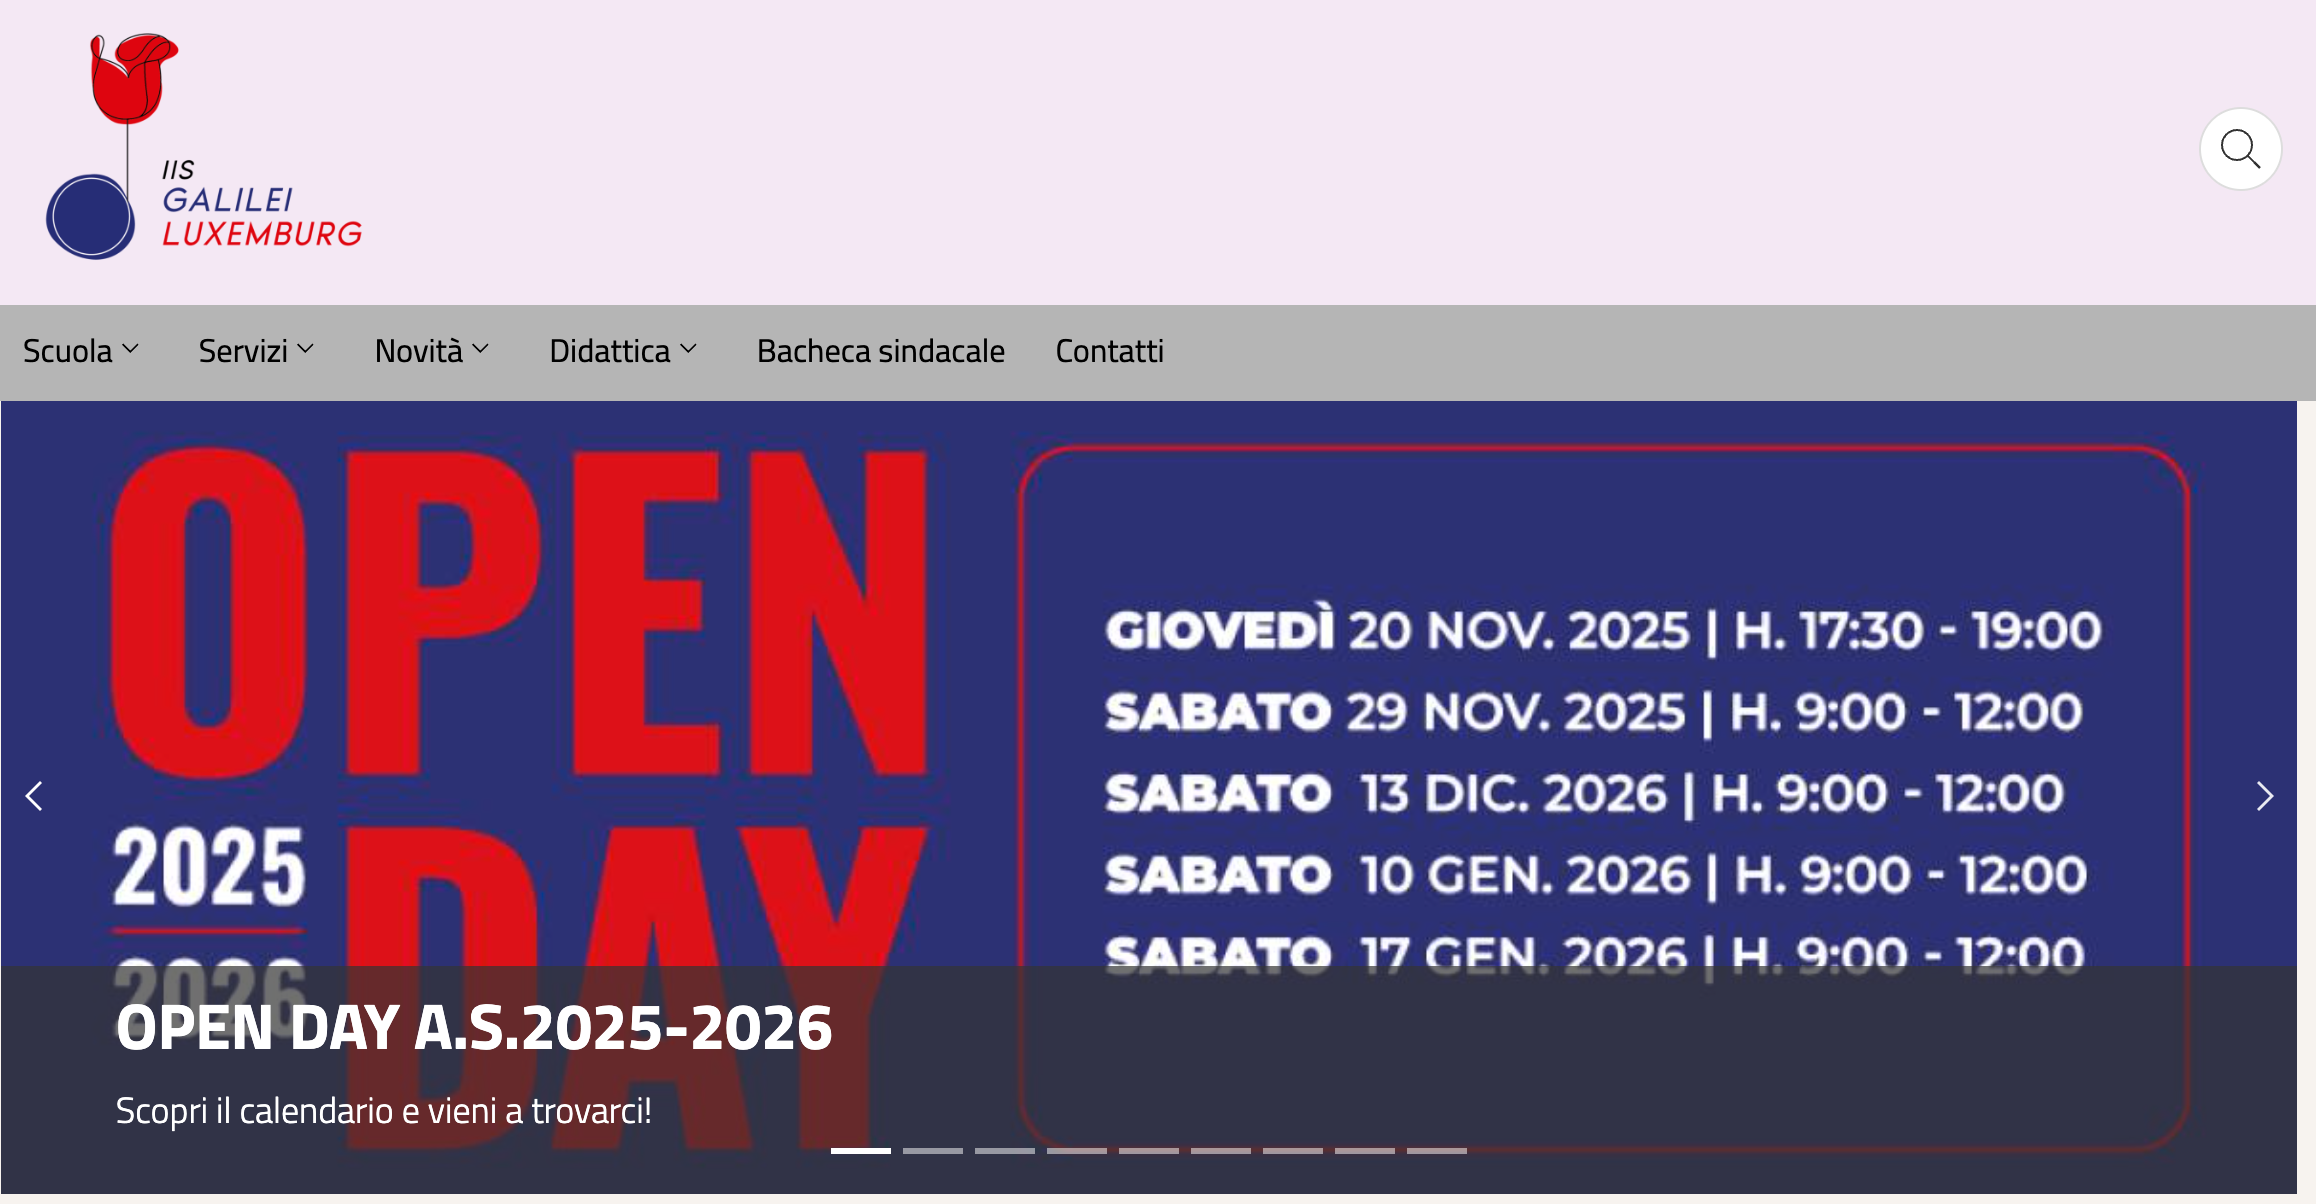 IIS
GALILEI
LUXEMBURG
Scuola
Servizi
Novità
Didattica
Bacheca sindacale
Contatti
OPEN
DAY
2025
2026
GIOVEDÌ 20 NOV. 2025 | H. 17:30 - 19:00
SABATO 29 NOV. 2025 | H. 9:00 - 12:00
SABATO 13 DIC. 2026 | H. 9:00 - 12:00
SABATO 10 GEN. 2026 | H. 9:00 - 12:00
SABATO 17 GEN. 2026 | H. 9:00 - 12:00
OPEN DAY A.S.2025-2026
Scopri il calendario e vieni a trovarci!